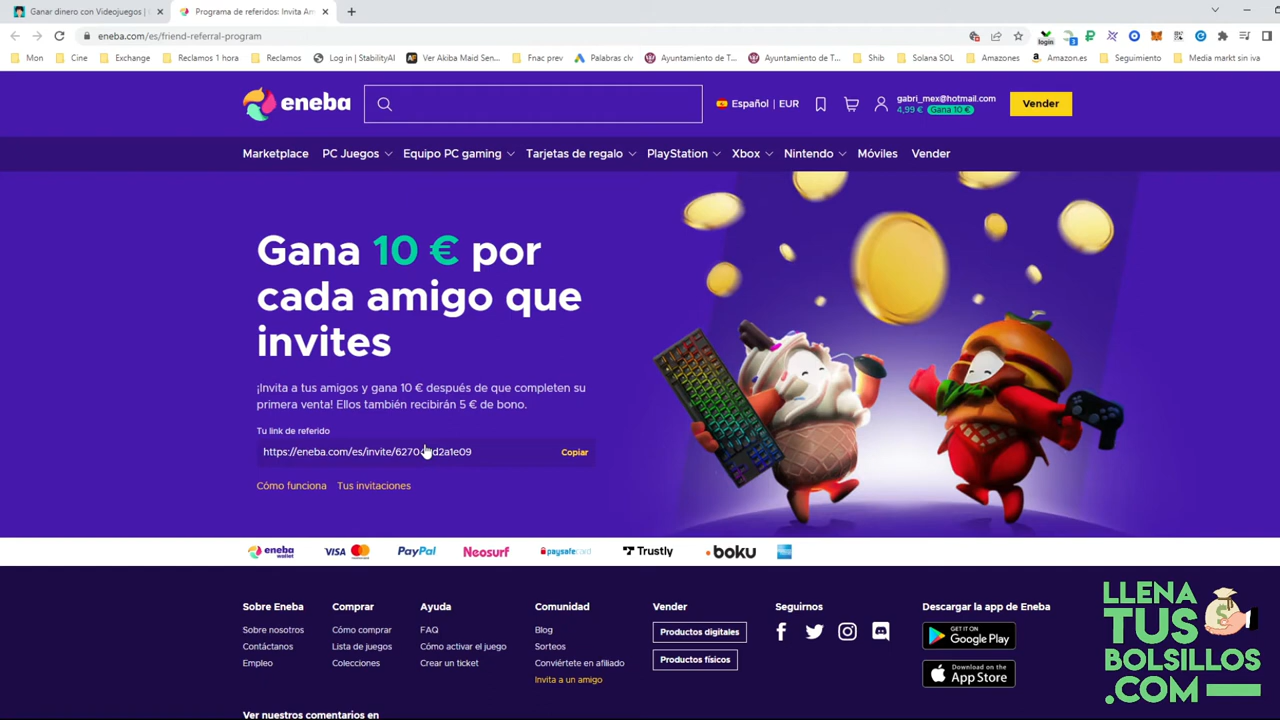 Ganar dinero con Videojuegos |
Programa de referidos: Invita Am
eneba.com/es/friend-referral-program
login
Mon
Cine
Exchange
Reclamos 1 hora
Reclamos
Log in | StabilityAI
Ver Akiba Maid Sen...
Fnac prev
Palabras clv
Ayuntamiento de T...
Ayuntamiento de T...
Shib
Solana SOL
Amazones
Amazon.es
Seguimiento
Media markt sin iva
eneba
Español | EUR
gabri_mex@hotmail.com
4,99 € Gana 10 €
Vender
Marketplace
PC Juegos
Equipo PC gaming
Tarjetas de regalo
PlayStation
Xbox
Nintendo
Móviles
Vender
Gana 10 € por
cada amigo que
invites
¡Invita a tus amigos y gana 10 € después de que completen su
primera venta! Ellos también recibirán 5 € de bono.
Tu link de referido
Copiar
Cómo funciona
Tus invitaciones
eneba wallet
VISA
PayPal
Neosurf
paysafecard
Trustly
boku
Sobre Eneba
Comprar
Ayuda
Comunidad
Vender
Seguirnos
Descargar la app de Eneba
Sobre nosotros
Cómo comprar
FAQ
Blog
Productos digitales
GET IT ON
Google Play
Contáctanos
Lista de juegos
Cómo activar el juego
Sorteos
Empleo
Colecciones
Crear un ticket
Conviértete en afiliado
Productos físicos
Download on the
App Store
Invita a un amigo
Ver nuestros comentarios en
LLENA
TUS
BOLSILLOS
.COM